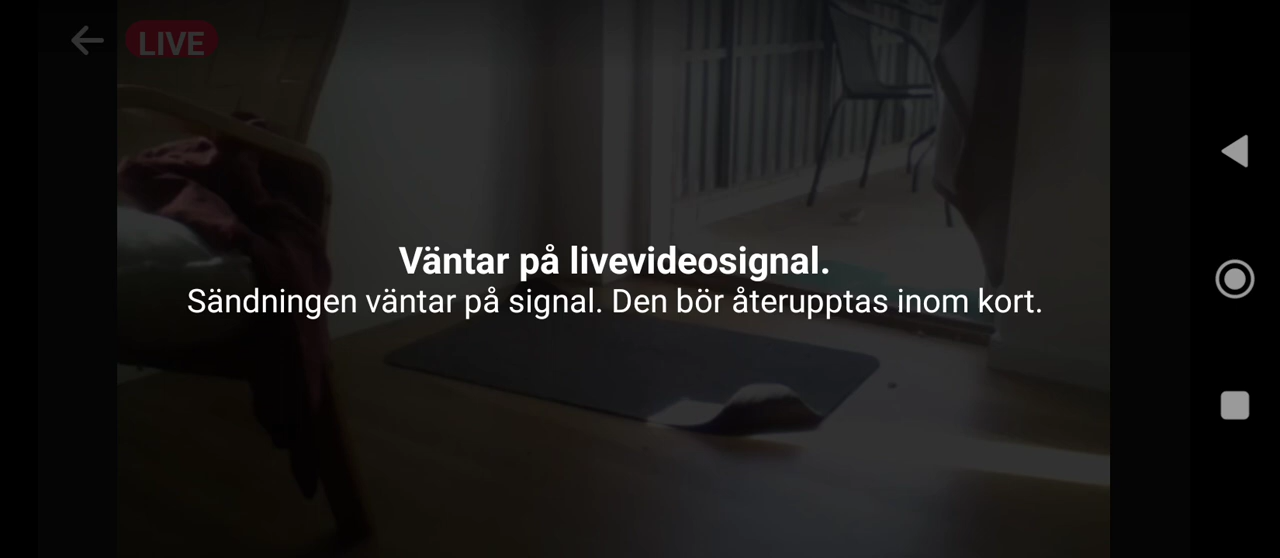 LIVE
Väntar på livevideosignal.
Sändningen väntar på signal. Den bör återupptas inom kort.